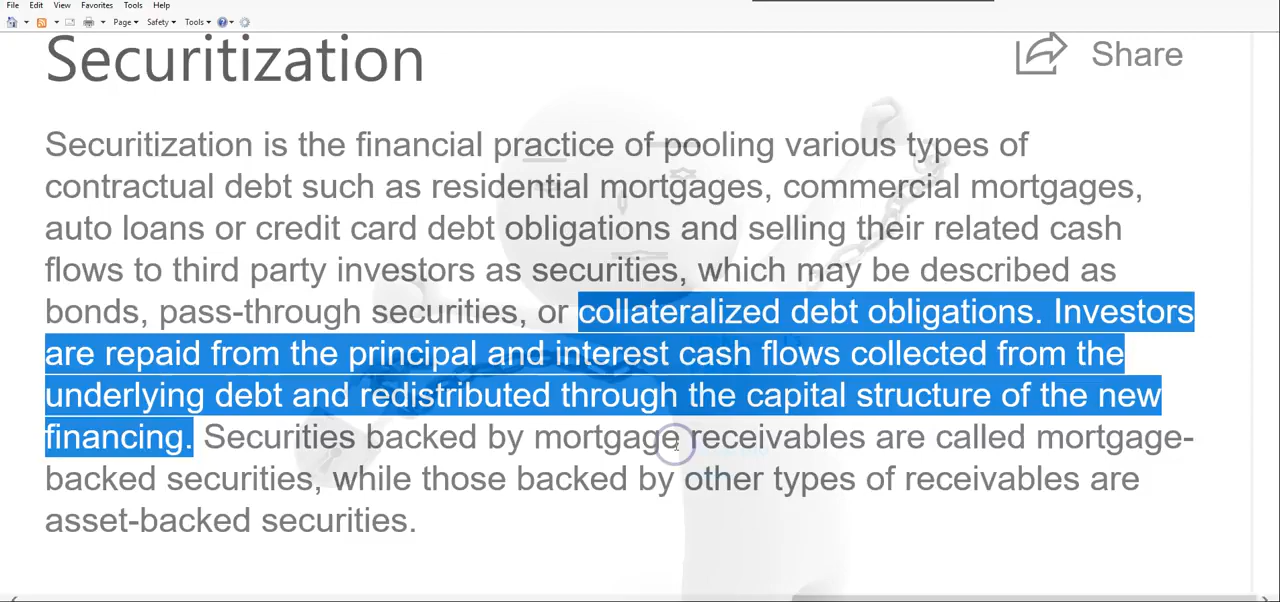 File Edit View Favorites Tools Help
Page Safety Tools
Securitization
Share
Securitization is the financial practice of pooling various types of
contractual debt such as residential mortgages, commercial mortgages,
auto loans or credit card debt obligations and selling their related cash
flows to third party investors as securities, which may be described as
bonds, pass-through securities, or collateralized debt obligations. Investors
are repaid from the principal and interest cash flows collected from the
underlying debt and redistributed through the capital structure of the new
financing. Securities backed by mortgage receivables are called mortgage-
backed securities, while those backed by other types of receivables are
asset-backed securities.